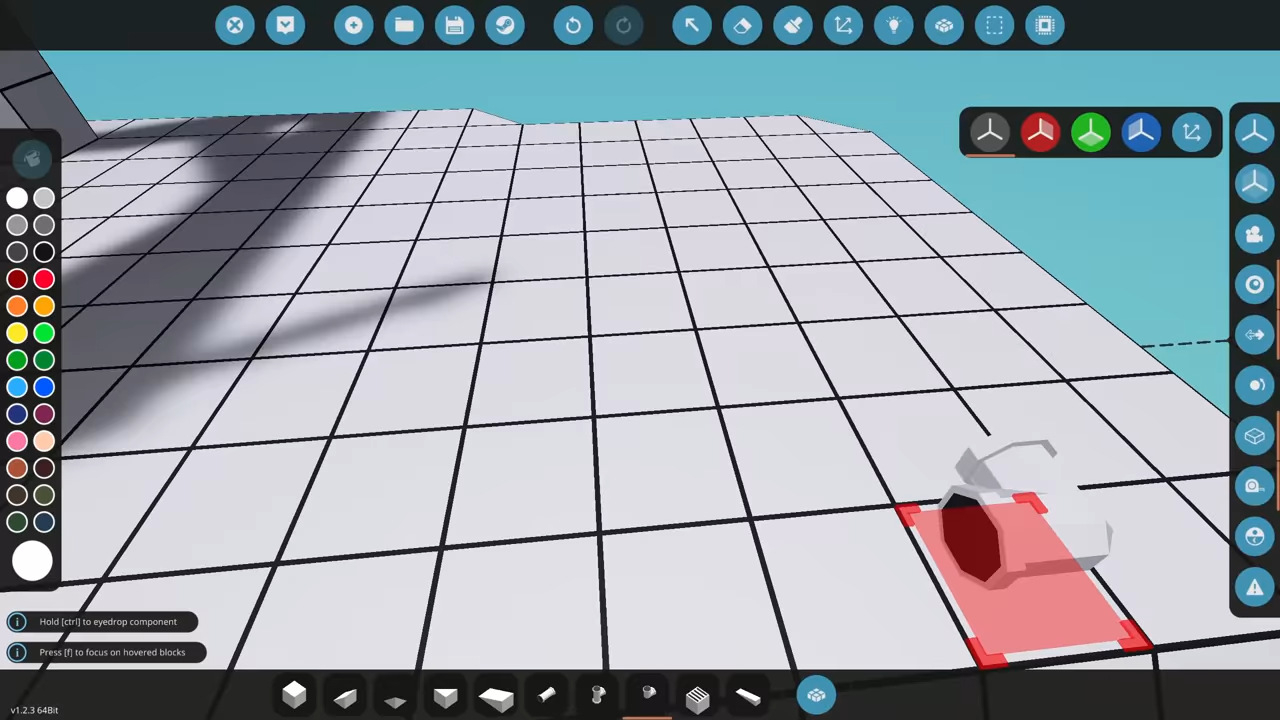 Hold [ctrl] to eyedrop component
Press [f] to focus on hovered blocks
v1.2.3 64Bit